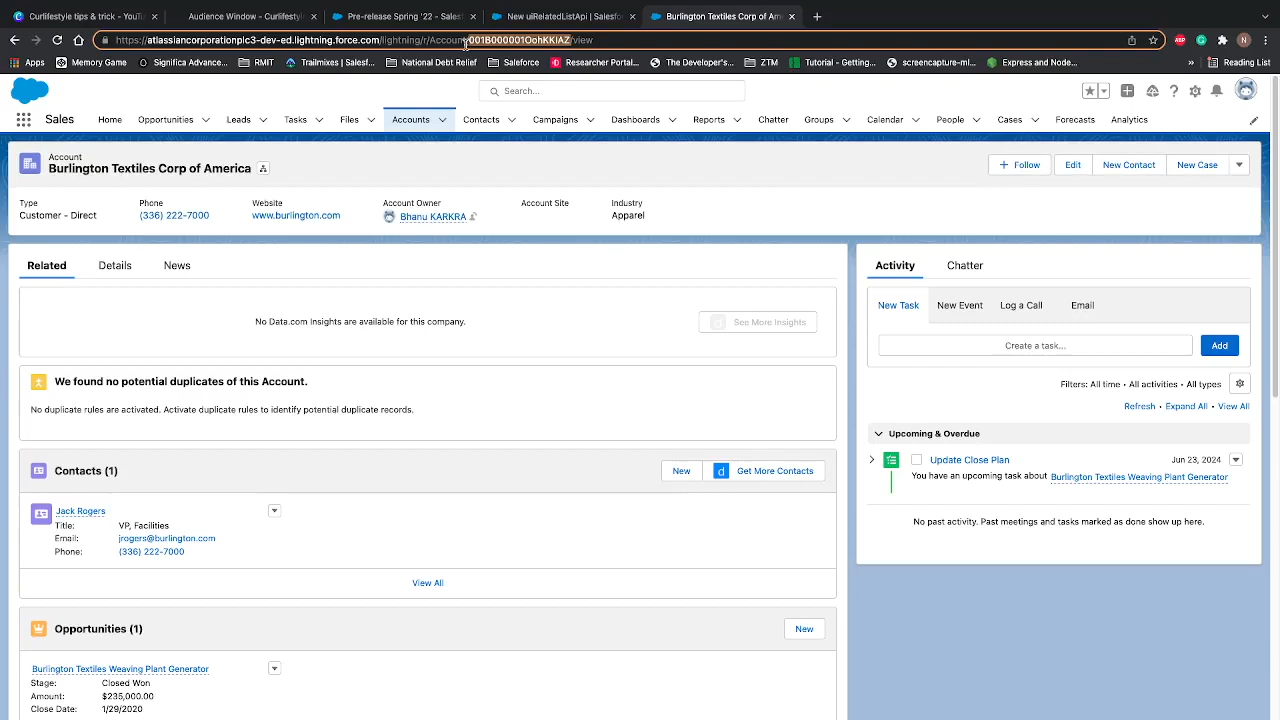 Curlifestyle tips & trick - YouTu
Audience Window - Curlifestyle
Pre-release Spring '22 - Salesf
New uiRelatedListApi | Salesfor
Burlington Textiles Corp of Am
https://atlassiancorporationplc3-dev-ed.lightning.force.com/lightning/r/Account/001B000001OohKKIAZ/view
Apps
Memory Game
Significa Advance...
RMIT
Trailmixes | Salesf...
National Debt Relief
Salesforce
Researcher Portal...
The Developer's...
ZTM
Tutorial - Getting...
screencapture-ml...
Express and Node...
»
Reading List
Search...
Sales
Home
Opportunities
Leads
Tasks
Files
Accounts
Contacts
Campaigns
Dashboards
Reports
Chatter
Groups
Calendar
People
Cases
Forecasts
Analytics
Account
Burlington Textiles Corp of America
+ Follow
Edit
New Contact
New Case
Type
Phone
Website
Account Owner
Account Site
Industry
Customer - Direct
(336) 222-7000
www.burlington.com
Bhanu KARKRA
Apparel
Related
Details
News
No Data.com Insights are available for this company.
See More Insights
We found no potential duplicates of this Account.
No duplicate rules are activated. Activate duplicate rules to identify potential duplicate records.
Contacts (1)
New
Get More Contacts
Jack Rogers
Title: VP, Facilities
Email: jrogers@burlington.com
Phone: (336) 222-7000
View All
Opportunities (1)
New
Burlington Textiles Weaving Plant Generator
Stage: Closed Won
Amount: $235,000.00
Close Date: 1/29/2020
Activity
Chatter
New Task
New Event
Log a Call
Email
Create a task...
Add
Filters: All time • All activities • All types
Refresh • Expand All • View All
Upcoming & Overdue
Update Close Plan
Jun 23, 2024
You have an upcoming task about Burlington Textiles Weaving Plant Generator
No past activity. Past meetings and tasks marked as done show up here.